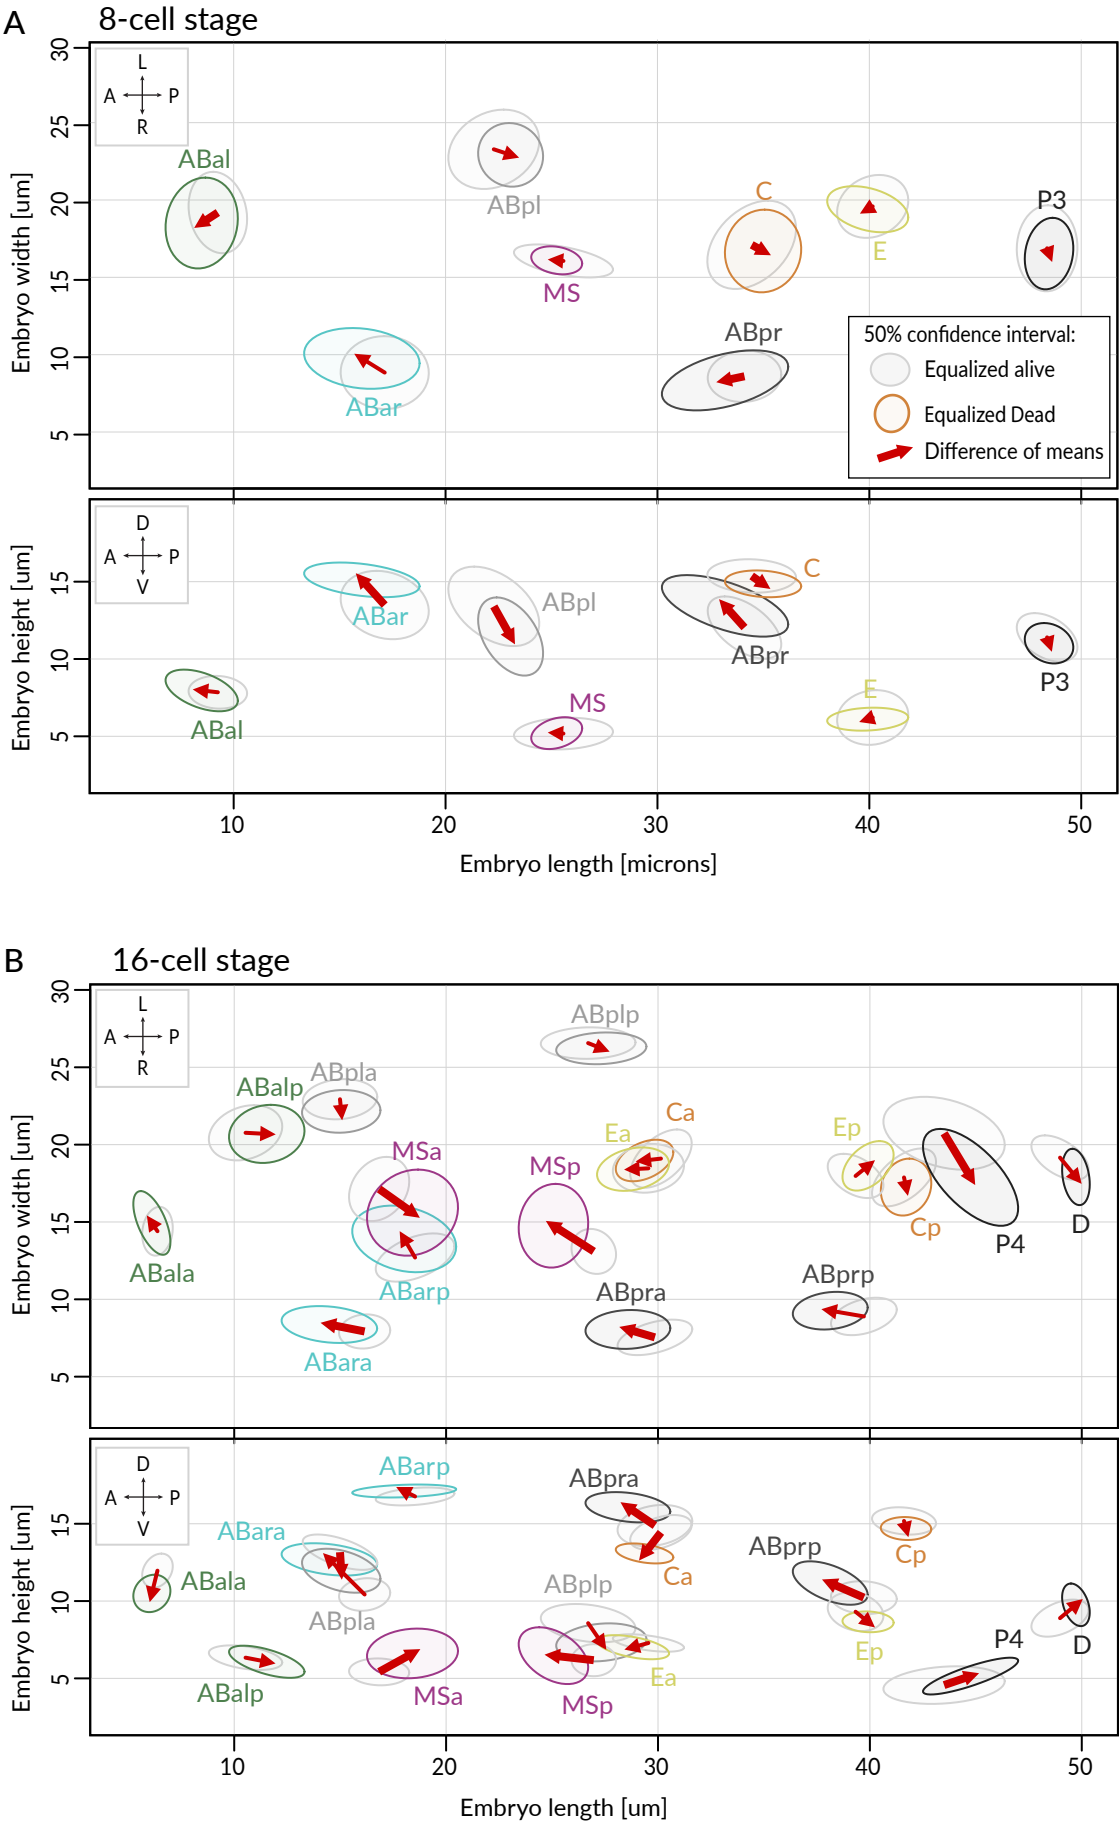 A
8-cell stage
30
25
20
15
10
5
Embryo width [um]
L
A P
R
ABal
ABpl
C
P3
E
MS
ABpr
ABar
50% confidence interval:
Equalized alive
Equalized Dead
Difference of means
15
10
5
Embryo height [um]
D
A P
V
C
ABpl
ABar
ABpr
P3
E
MS
ABal
10 20 30 40 50
Embryo length [microns]
B
16-cell stage
30
25
20
15
10
5
Embryo width [um]
L
A P
R
ABplp
ABpla
ABalp
Ca
Ea
Ep
MSa
MSp
Cp
D
P4
ABala
ABprp
ABarp
ABpra
ABara
15
10
5
Embryo height [um]
D
A P
V
ABarp
ABpra
ABara
ABprp
Cp
Ca
ABala
ABplp
ABpla
P4
D
Ep
Ea
ABalp
MSa
MSp
10 20 30 40 50
Embryo length [um]